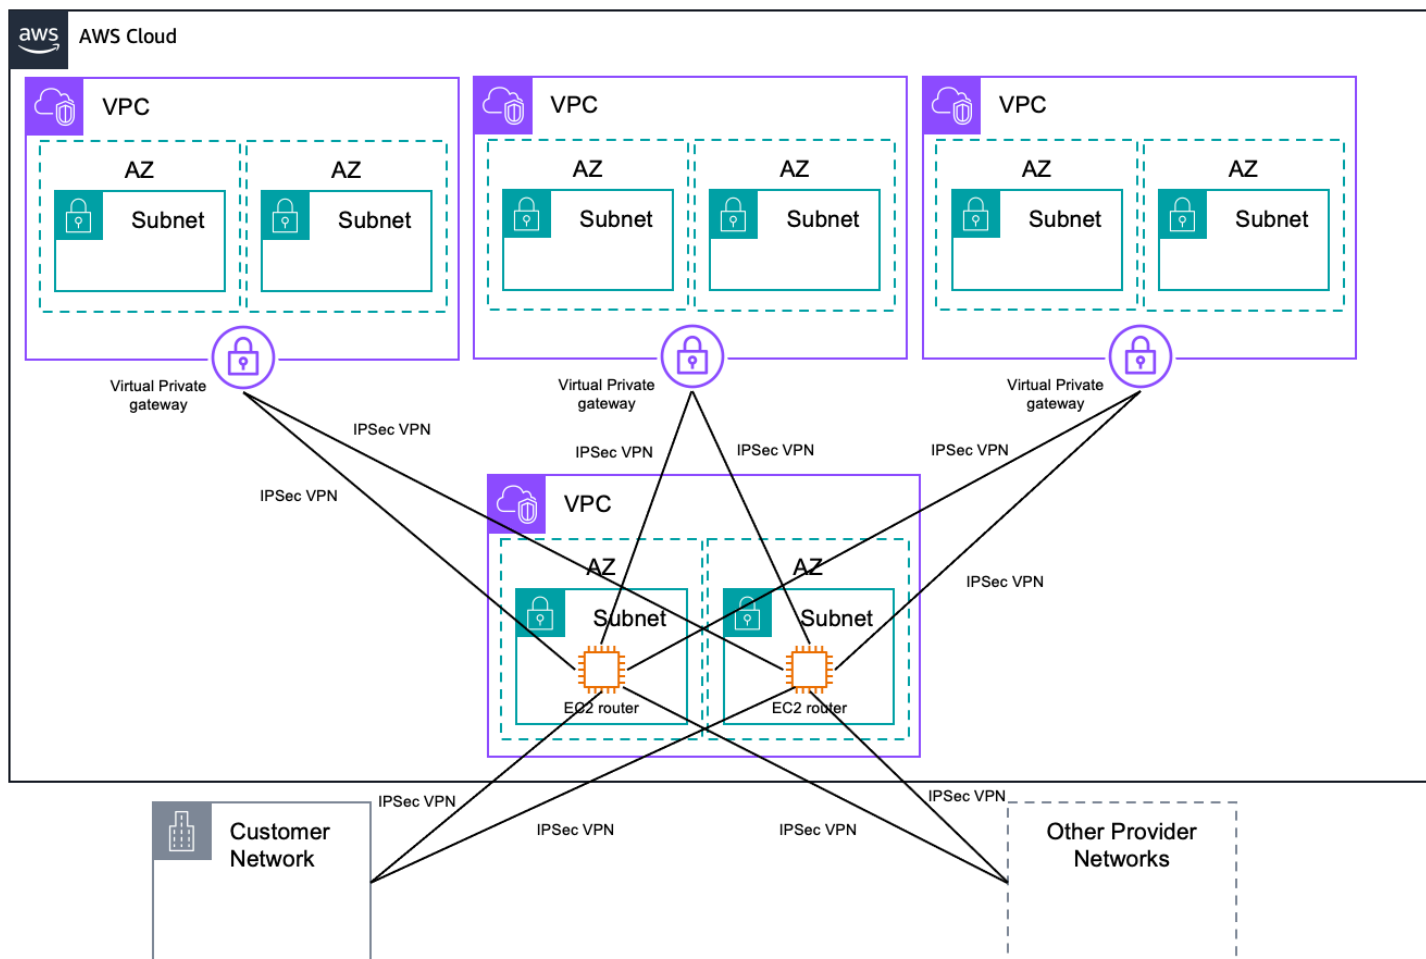 aws
AWS Cloud
VPC
AZ
Subnet
AZ
Subnet
Virtual Private
gateway
VPC
AZ
Subnet
AZ
Subnet
Virtual Private
gateway
VPC
AZ
Subnet
AZ
Subnet
Virtual Private
gateway
IPSec VPN
IPSec VPN
IPSec VPN
IPSec VPN
IPSec VPN
IPSec VPN
VPC
AZ
Subnet
EC2 router
AZ
Subnet
EC2 router
IPSec VPN
IPSec VPN
IPSec VPN
IPSec VPN
Customer
Network
Other Provider
Networks